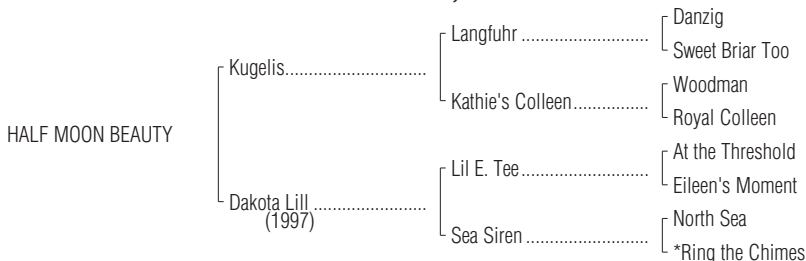 Danzig
Langfuhr ...........................
Sweet Briar Too
Kugelis.............................
Woodman
Kathie's Colleen................
Royal Colleen
HALF MOON BEAUTY
At the Threshold
Lil E. Tee...........................
Eileen's Moment
Dakota Lill ........................
(1997)
North Sea
Sea Siren ..........................
*Ring the Chimes